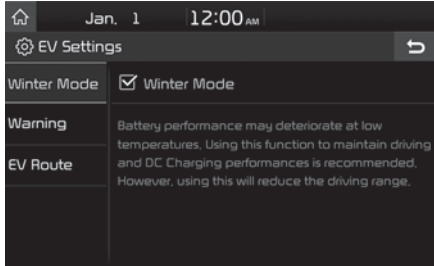 Jan. 1 12:00 AM
EV Settings
Winter Mode
Winter Mode
Warning
EV Route
Battery performance may deteriorate at low
temperatures. Using this function to maintain driving
and DC Charging performances is recommended.
However, using this will reduce the driving range.